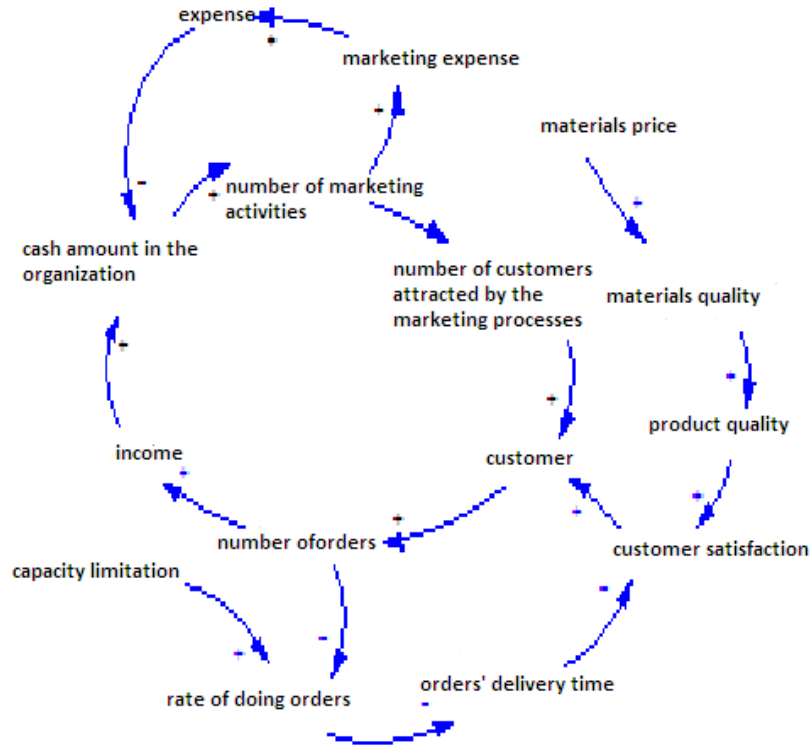 expense
marketing expense
materials price
number of marketing
activities
cash amount in the
organization
number of customers
attracted by the
marketing processes
materials quality
product quality
income
customer
number oforders
customer satisfaction
capacity limitation
orders' delivery time
rate of doing orders